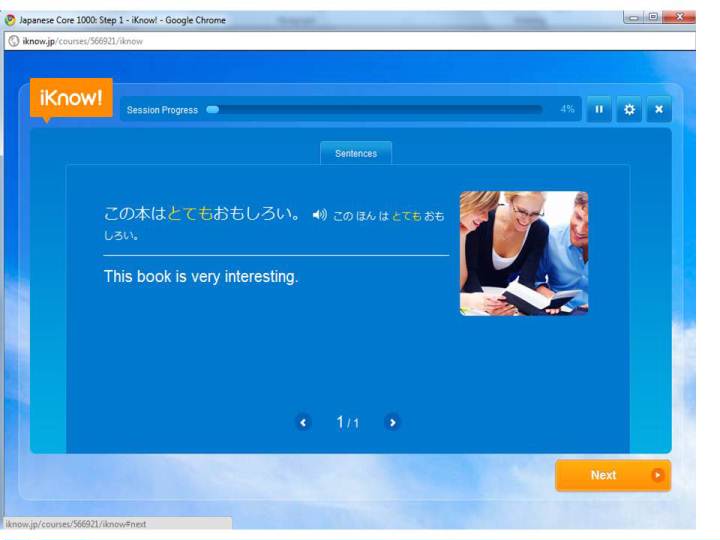 Japanese Core 1000: Step 1 - iKnow! - Google Chrome
iknow.jp/courses/566921/iknow
iKnow!
Session Progress 4%
Sentences
この本はとてもおもしろい。 この ほん は とても おも
しろい。
This book is very interesting.
1 / 1
Next
iknow.jp/courses/566921/iknow#next